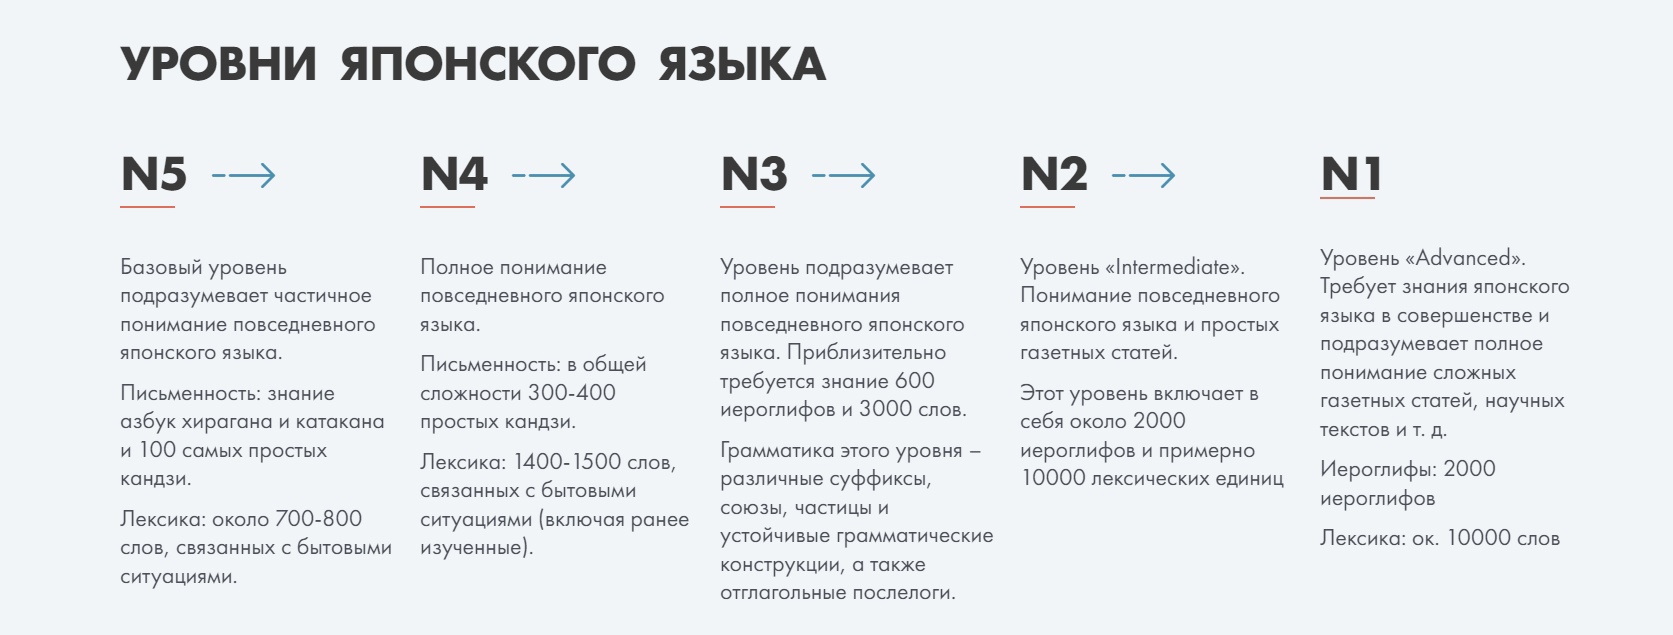 УРОВНИ ЯПОНСКОГО ЯЗЫКА
N5
Базовый уровень
подразумевает частичное
понимание повседневного
японского языка.
Письменность: знание
азбук хирагана и катакана
и 100 самых простых
кандзи.
Лексика: около 700-800
слов, связанных с бытовыми
ситуациями.
N4
Полное понимание
повседневного японского
языка.
Письменность: в общей
сложности 300-400
простых кандзи.
Лексика: 1400-1500 слов,
связанных с бытовыми
ситуациями (включая ранее
изученные).
N3
Уровень подразумевает
полное понимания
повседневного японского
языка. Приблизительно
требуется знание 600
иероглифов и 3000 слов.
Грамматика этого уровня –
различные суффиксы,
союзы, частицы и
устойчивые грамматические
конструкции, а также
отглагольные послелоги.
N2
Уровень «Intermediate».
Понимание повседневного
японского языка и простых
газетных статей.
Этот уровень включает в
себя около 2000
иероглифов и примерно
10000 лексических единиц
N1
Уровень «Advanced».
Требует знания японского
языка в совершенстве и
подразумевает полное
понимание сложных
газетных статей, научных
текстов и т. д.
Иероглифы: 2000
иероглифов
Лексика: ок. 10000 слов